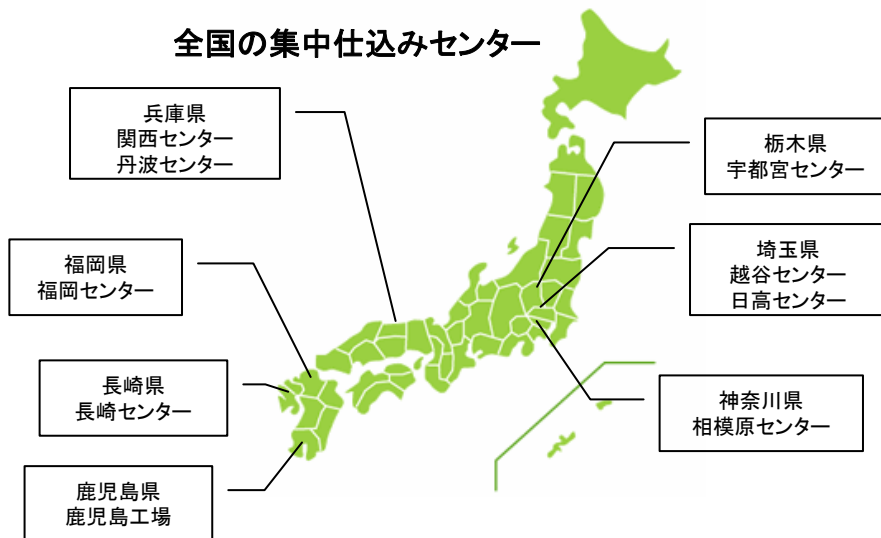 全国の集中仕込みセンター
兵庫県
関西センター
丹波センター
栃木県
宇都宮センター
福岡県
福岡センター
埼玉県
越谷センター
日高センター
長崎県
長崎センター
神奈川県
相模原センター
鹿児島県
鹿児島工場